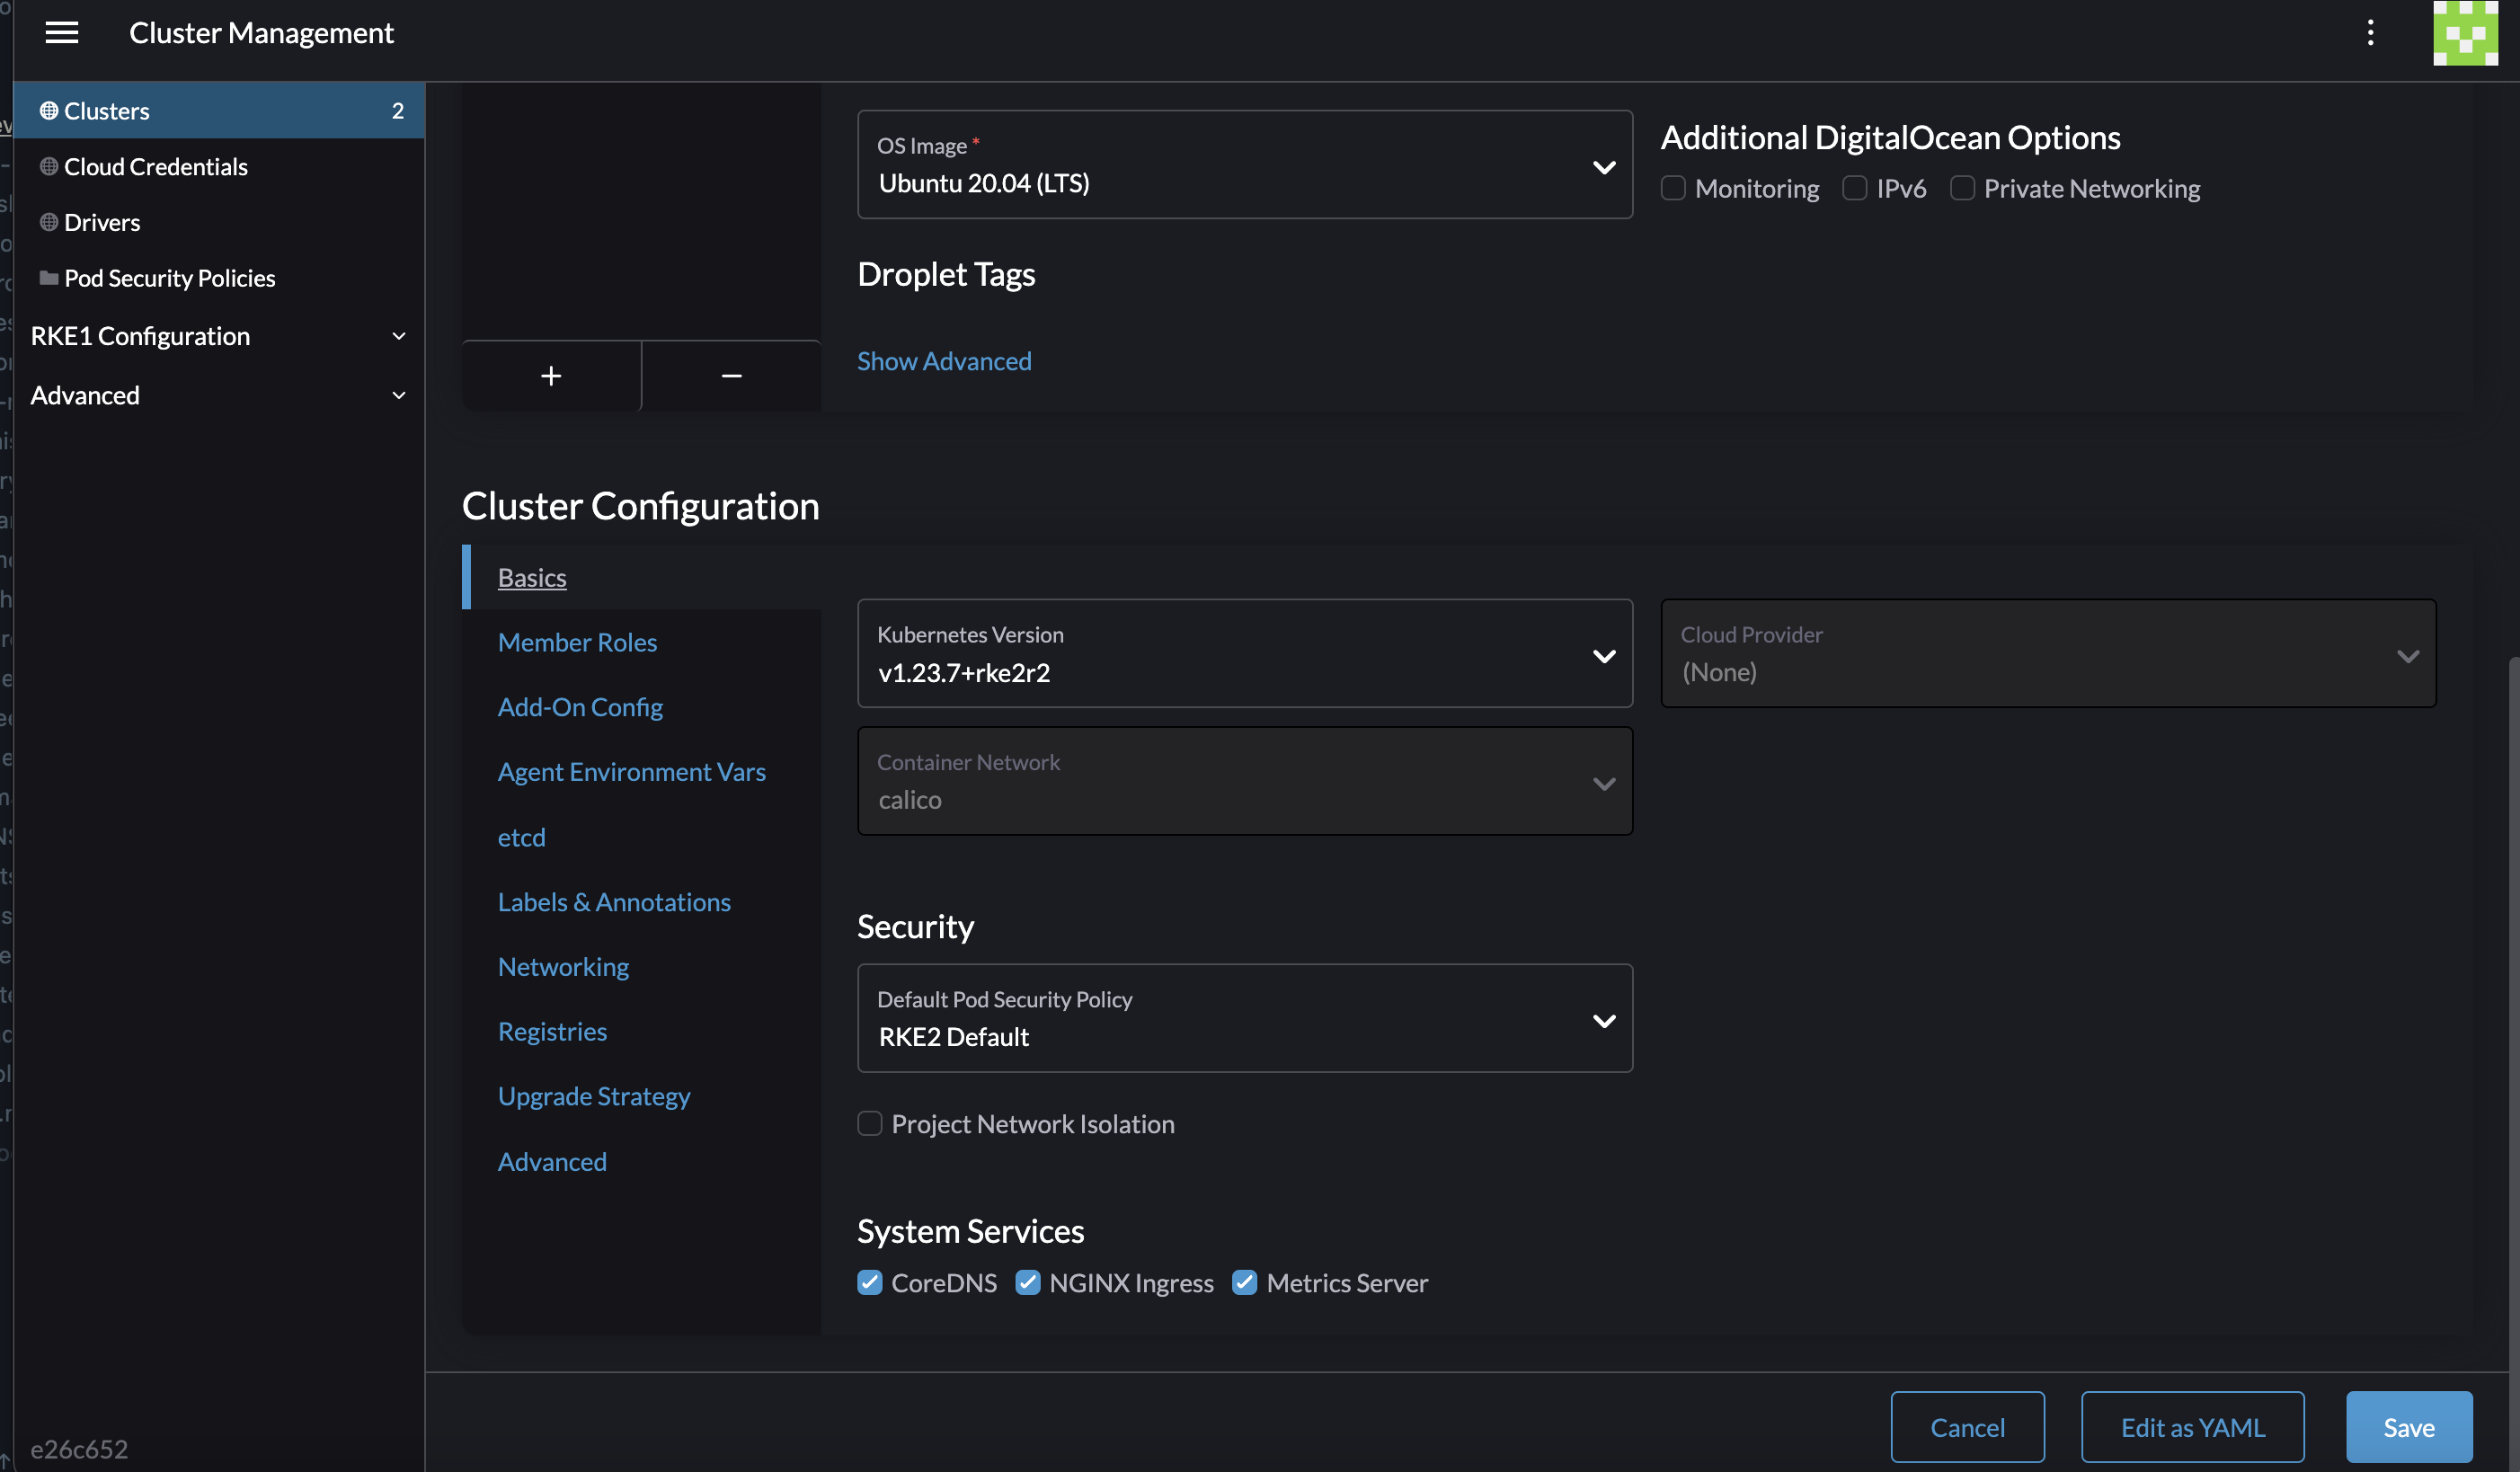 Cluster Management
Clusters 2
Cloud Credentials
Drivers
Pod Security Policies
RKE1 Configuration
Advanced
e26c652
OS Image *
Ubuntu 20.04 (LTS)
Additional DigitalOcean Options
Monitoring IPv6 Private Networking
Droplet Tags
Show Advanced
+ −
Cluster Configuration
Basics
Member Roles
Add-On Config
Agent Environment Vars
etcd
Labels & Annotations
Networking
Registries
Upgrade Strategy
Advanced
Kubernetes Version
v1.23.7+rke2r2
Cloud Provider
(None)
Container Network
calico
Security
Default Pod Security Policy
RKE2 Default
Project Network Isolation
System Services
CoreDNS NGINX Ingress Metrics Server
Cancel Edit as YAML Save